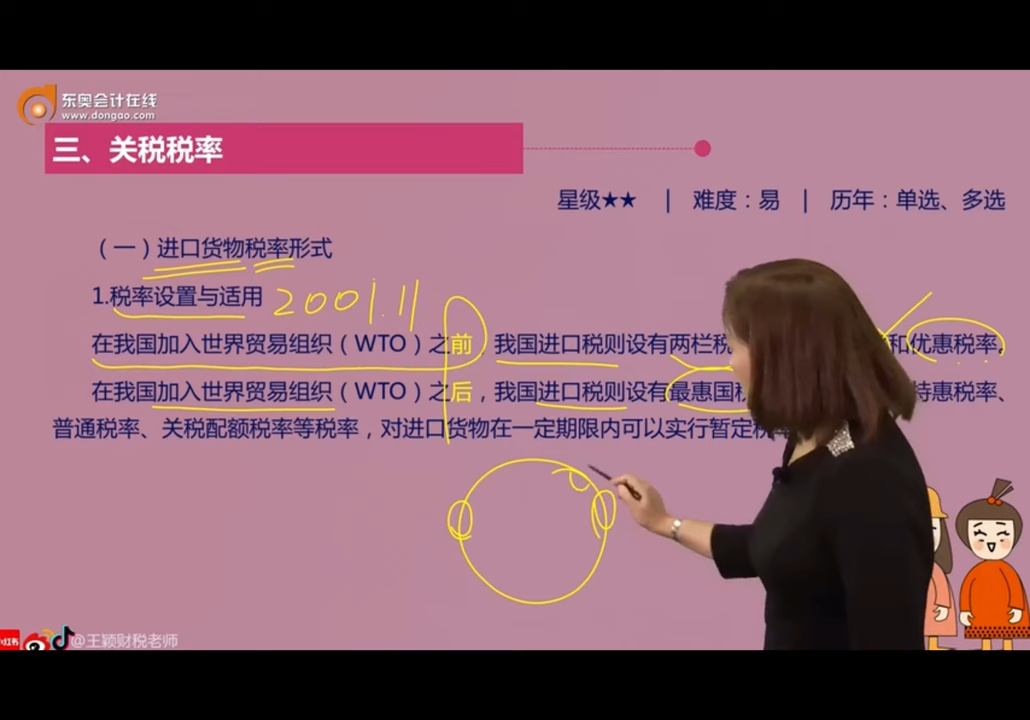 东奥会计在线
www.dongao.com
三、关税税率
星级★★ | 难度：易 | 历年：单选、多选
（一）进口货物税率形式
1.税率设置与适用 2001.11
在我国加入世界贸易组织（WTO）之前，我国进口税则设有两栏税 和优惠税率。
在我国加入世界贸易组织（WTO）之后，我国进口税则设有最惠国税 特惠税率、
普通税率、关税配额税率等税率，对进口货物在一定期限内可以实行暂定税
小红书 @王颖财税老师